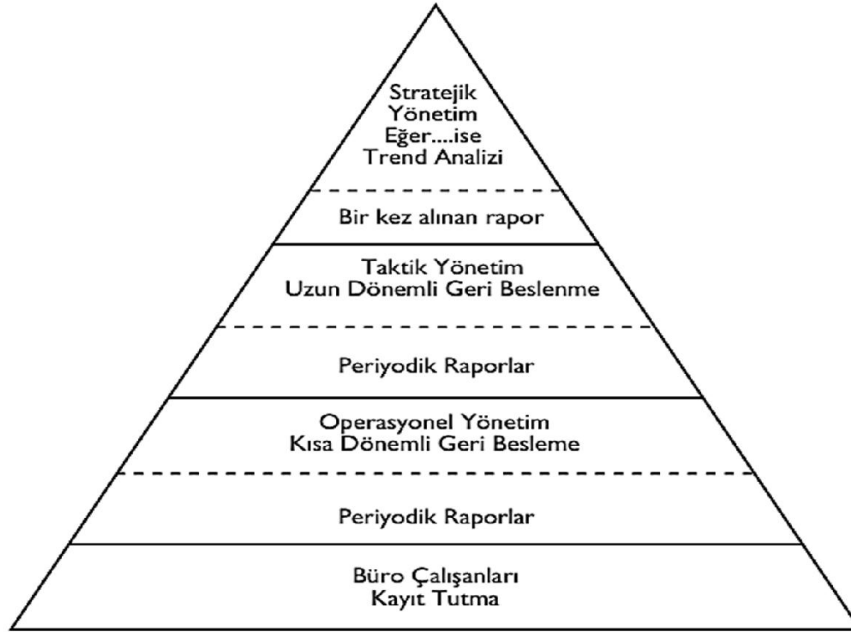 Stratejik
Yönetim
Eğer....ise
Trend Analizi
Bir kez alınan rapor
Taktik Yönetim
Uzun Dönemli Geri Beslenme
Periyodik Raporlar
Operasyonel Yönetim
Kısa Dönemli Geri Besleme
Periyodik Raporlar
Büro Çalışanları
Kayıt Tutma